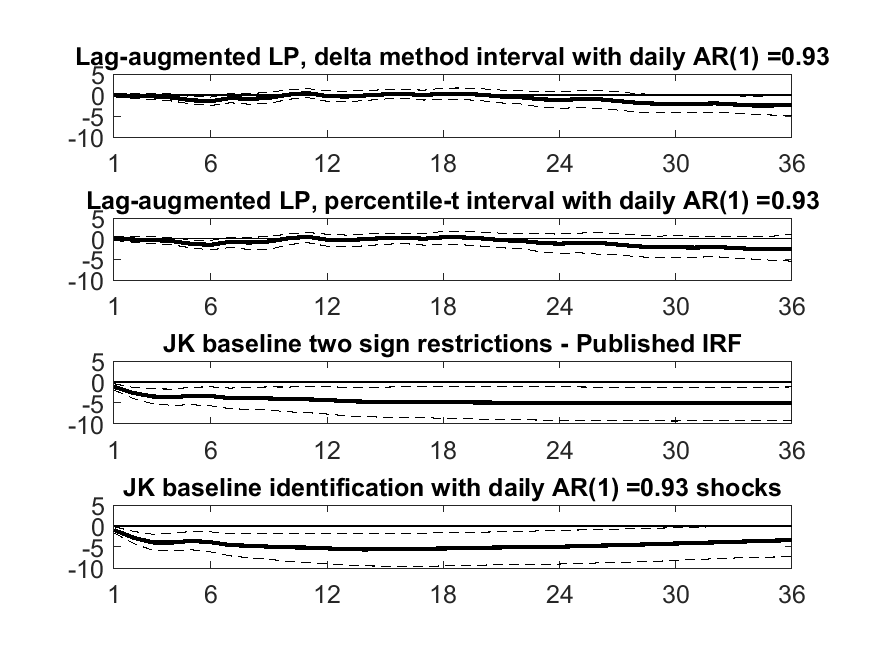 Lag-augmented LP, delta method interval with daily AR(1) =0.93
5
0
-5
-10
1 6 12 18 24 30 36
Lag-augmented LP, percentile-t interval with daily AR(1) =0.93
5
0
-5
-10
1 6 12 18 24 30 36
JK baseline two sign restrictions - Published IRF
5
0
-5
-10
1 6 12 18 24 30 36
JK baseline identification with daily AR(1) =0.93 shocks
5
0
-5
-10
1 6 12 18 24 30 36